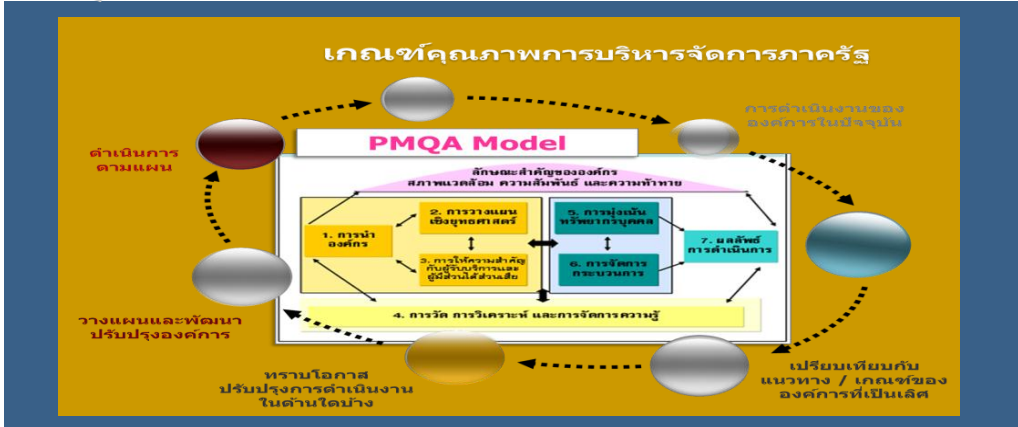 เกณฑ์คุณภาพการบริหารจัดการภาครัฐ
การดำเนินงานของ
องค์การในปัจจุบัน
PMQA Model
ดำเนินการ
ตามแผน
ลักษณะสำคัญขององค์กร
สภาพแวดล้อม ความสัมพันธ์ และความท้าทาย
1. การนำ
องค์กร
2. การวางแผน
เชิงยุทธศาสตร์
3. การให้ความสำคัญ
กับผู้รับบริการและ
ผู้มีส่วนได้ส่วนเสีย
5. การมุ่งเน้น
ทรัพยากรบุคคล
6. การจัดการ
กระบวนการ
7. ผลลัพธ์
การดำเนินการ
4. การวัด การวิเคราะห์ และการจัดการความรู้
วางแผนและพัฒนา
ปรับปรุงองค์การ
ทราบโอกาส
ปรับปรุงการดำเนินงาน
ในด้านใดบ้าง
เปรียบเทียบกับ
แนวทาง / เกณฑ์ของ
องค์การที่เป็นเลิศ